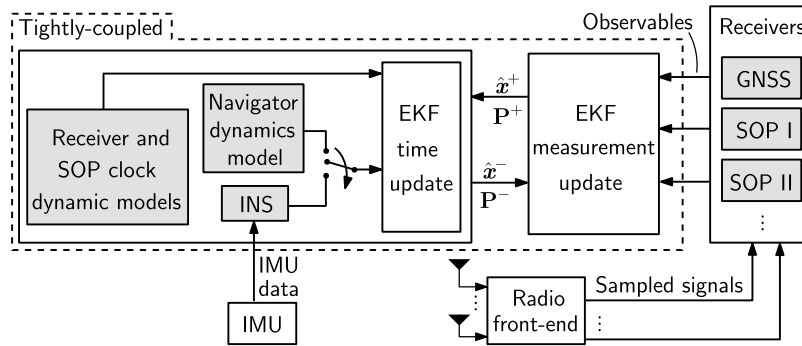 Tightly-coupled
Observables
Receivers
Receiver and
SOP clock
dynamic models
Navigator
dynamics
model
INS
EKF
time
update
x̂⁺
P⁺
x̂⁻
P⁻
EKF
measurement
update
GNSS
SOP I
SOP II
⋮
IMU
data
IMU
⋮
Radio
front-end
Sampled signals
⋮